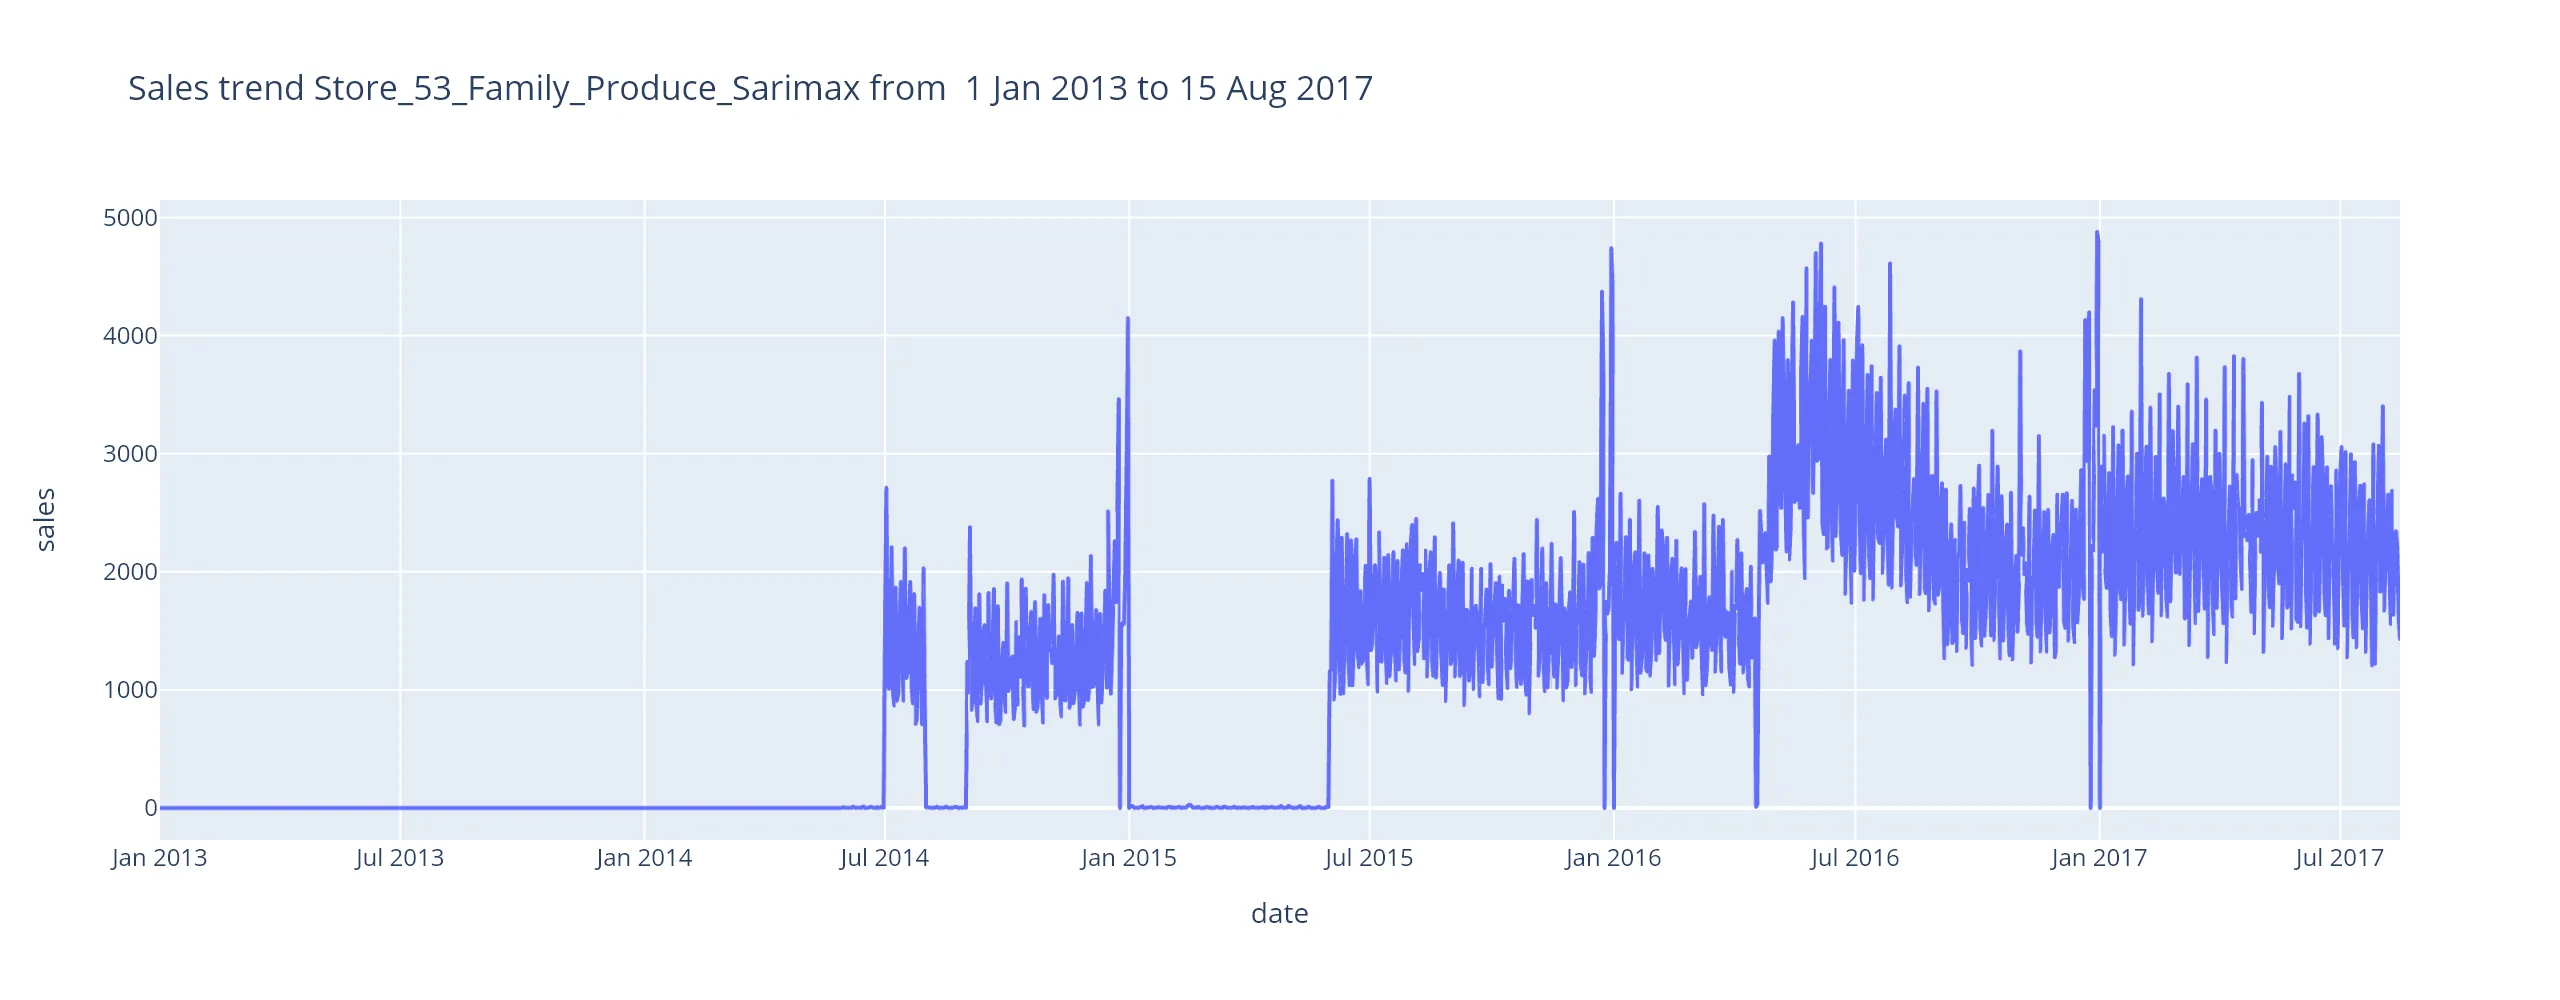 Sales trend Store_53_Family_Produce_Sarimax from  1 Jan 2013 to 15 Aug 2017
5000
4000
3000
2000
1000
0
sales
Jan 2013 Jul 2013 Jan 2014 Jul 2014 Jan 2015 Jul 2015 Jan 2016 Jul 2016 Jan 2017 Jul 2017
date